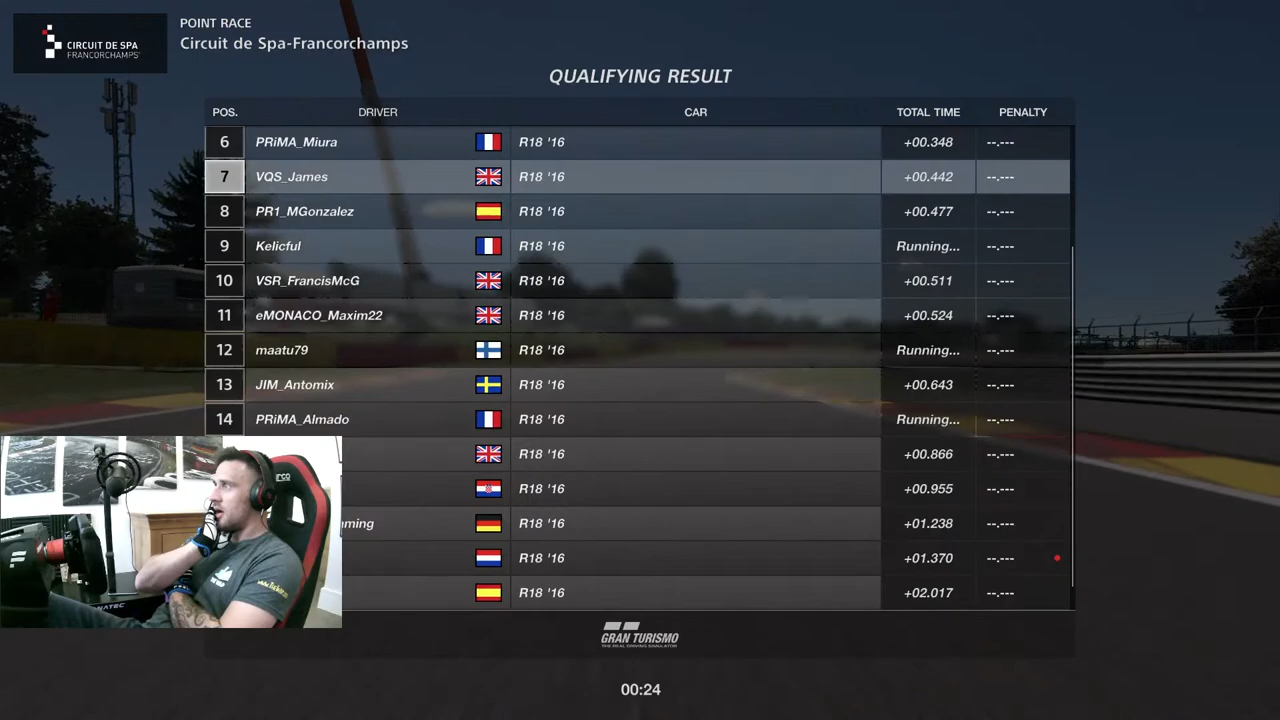 CIRCUIT DE SPA
FRANCORCHAMPS
POINT RACE
Circuit de Spa-Francorchamps
QUALIFYING RESULT
POS. DRIVER CAR TOTAL TIME PENALTY
6 PRiMA_Miura R18 '16 +00.348 --.---
7 VQS_James R18 '16 +00.442 --.---
8 PR1_MGonzalez R18 '16 +00.477 --.---
9 Kelicful R18 '16 Running... --.---
10 VSR_FrancisMcG R18 '16 +00.511 --.---
11 eMONACO_Maxim22 R18 '16 +00.524 --.---
12 maatu79 R18 '16 Running... --.---
13 JIM_Antomix R18 '16 +00.643 --.---
14 PRiMA_Almado R18 '16 Running... --.---
R18 '16 +00.866 --.---
R18 '16 +00.955 --.---
ming R18 '16 +01.238 --.---
R18 '16 +01.370 --.---
R18 '16 +02.017 --.---
GRAN TURISMO
THE REAL DRIVING SIMULATOR
00:24